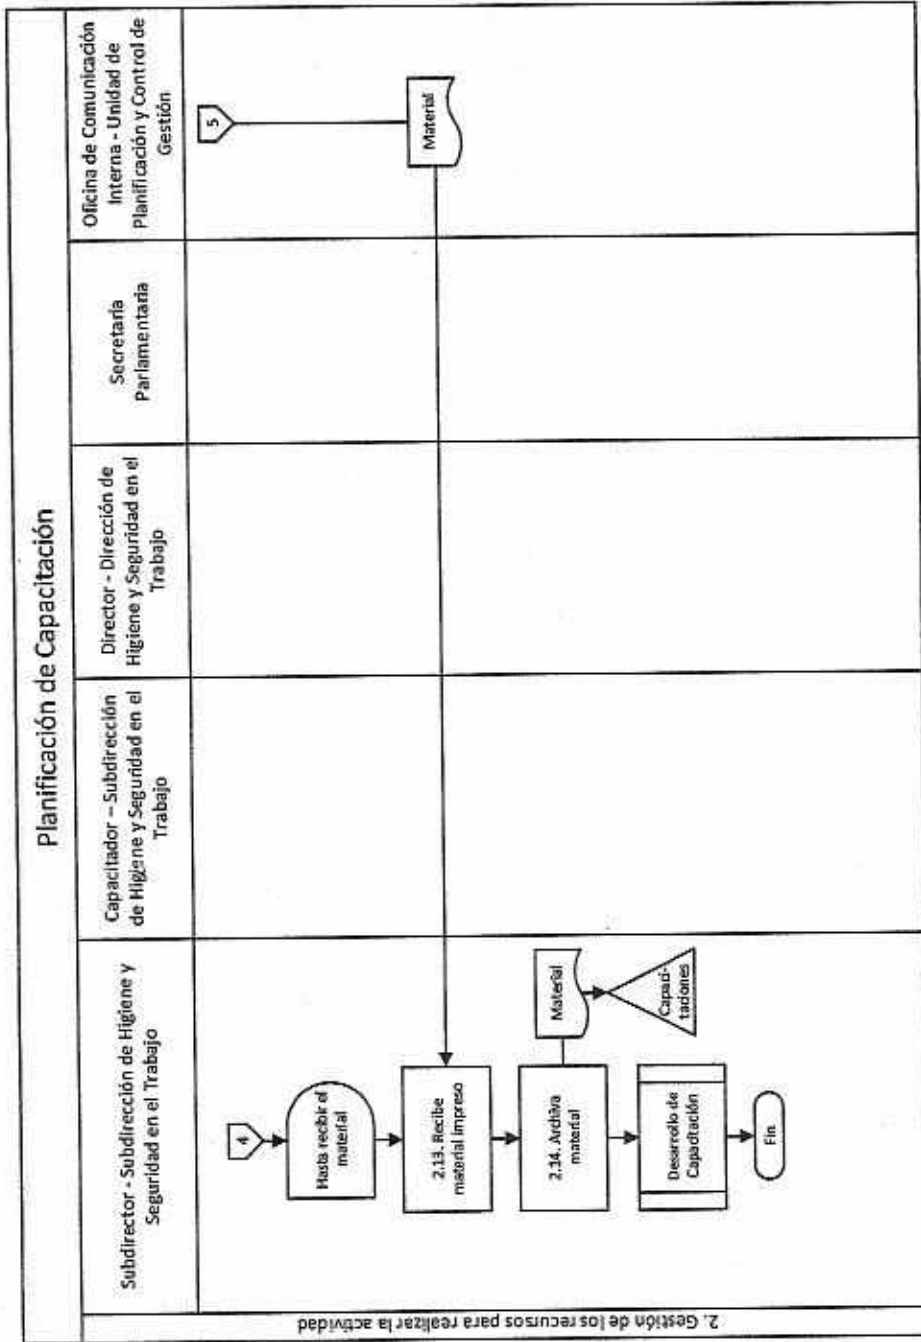 Planificación de Capacitación
Subdirector - Subdirección de Higiene y
Seguridad en el Trabajo
Capacitador – Subdirección
de Higiene y Seguridad en el
Trabajo
Director - Dirección de
Higiene y Seguridad en el
Trabajo
Secretaría
Parlamentaria
Oficina de Comunicación
Interna - Unidad de
Planificación y Control de
Gestión
2. Gestión de los recursos para realizar la actividad
4
5
Hasta recibir el
material
Material
2.13. Recibe
material impreso
2.14. Archiva
material
Material
Capaci-
taciones
Desarrollo de
Capacitación
Fin